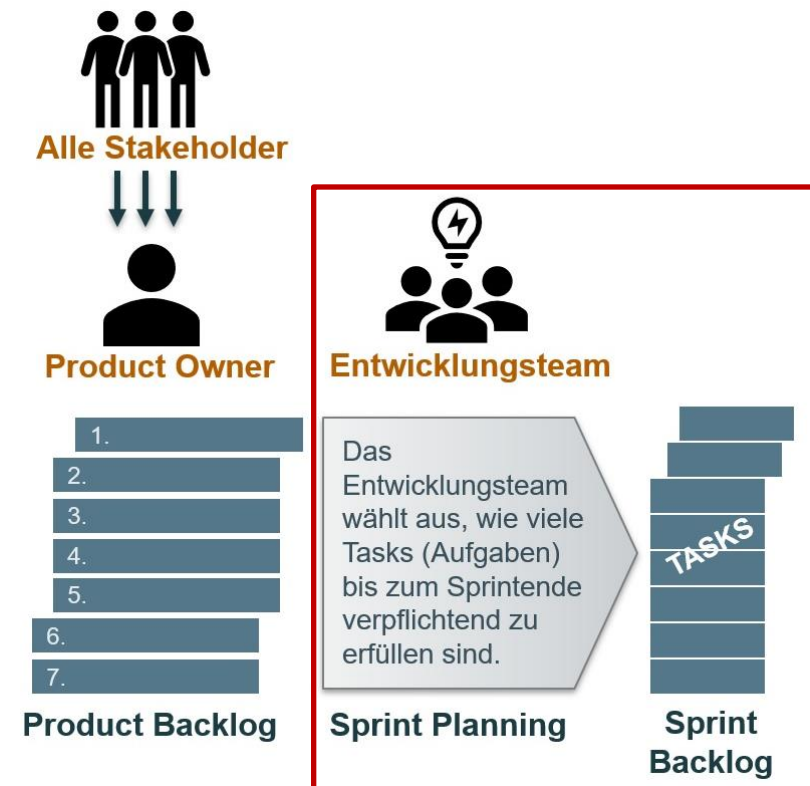 Alle Stakeholder
Product Owner
1.
2.
3.
4.
5.
6.
7.
Product Backlog
Entwicklungsteam
Das
Entwicklungsteam
wählt aus, wie viele
Tasks (Aufgaben)
bis zum Sprintende
verpflichtend zu
erfüllen sind.
Sprint Planning
TASKS
Sprint
Backlog